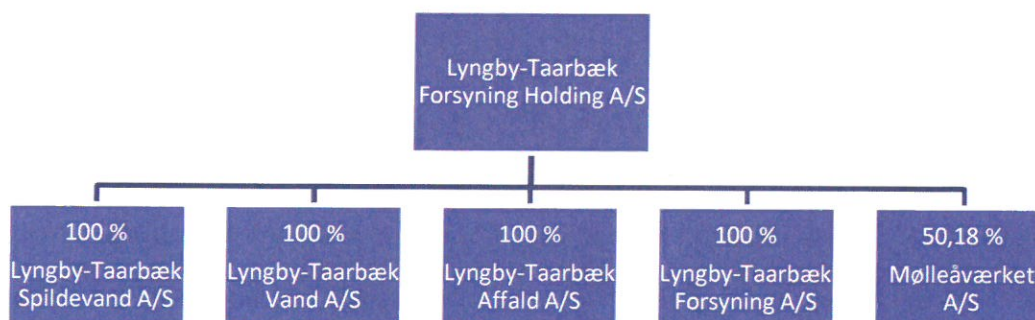 Lyngby-Taarbæk
Forsyning Holding A/S
100 %
Lyngby-Taarbæk
Spildevand A/S
100 %
Lyngby-Taarbæk
Vand A/S
100 %
Lyngby-Taarbæk
Affald A/S
100 %
Lyngby-Taarbæk
Forsyning A/S
50,18 %
Mølleåværket
A/S